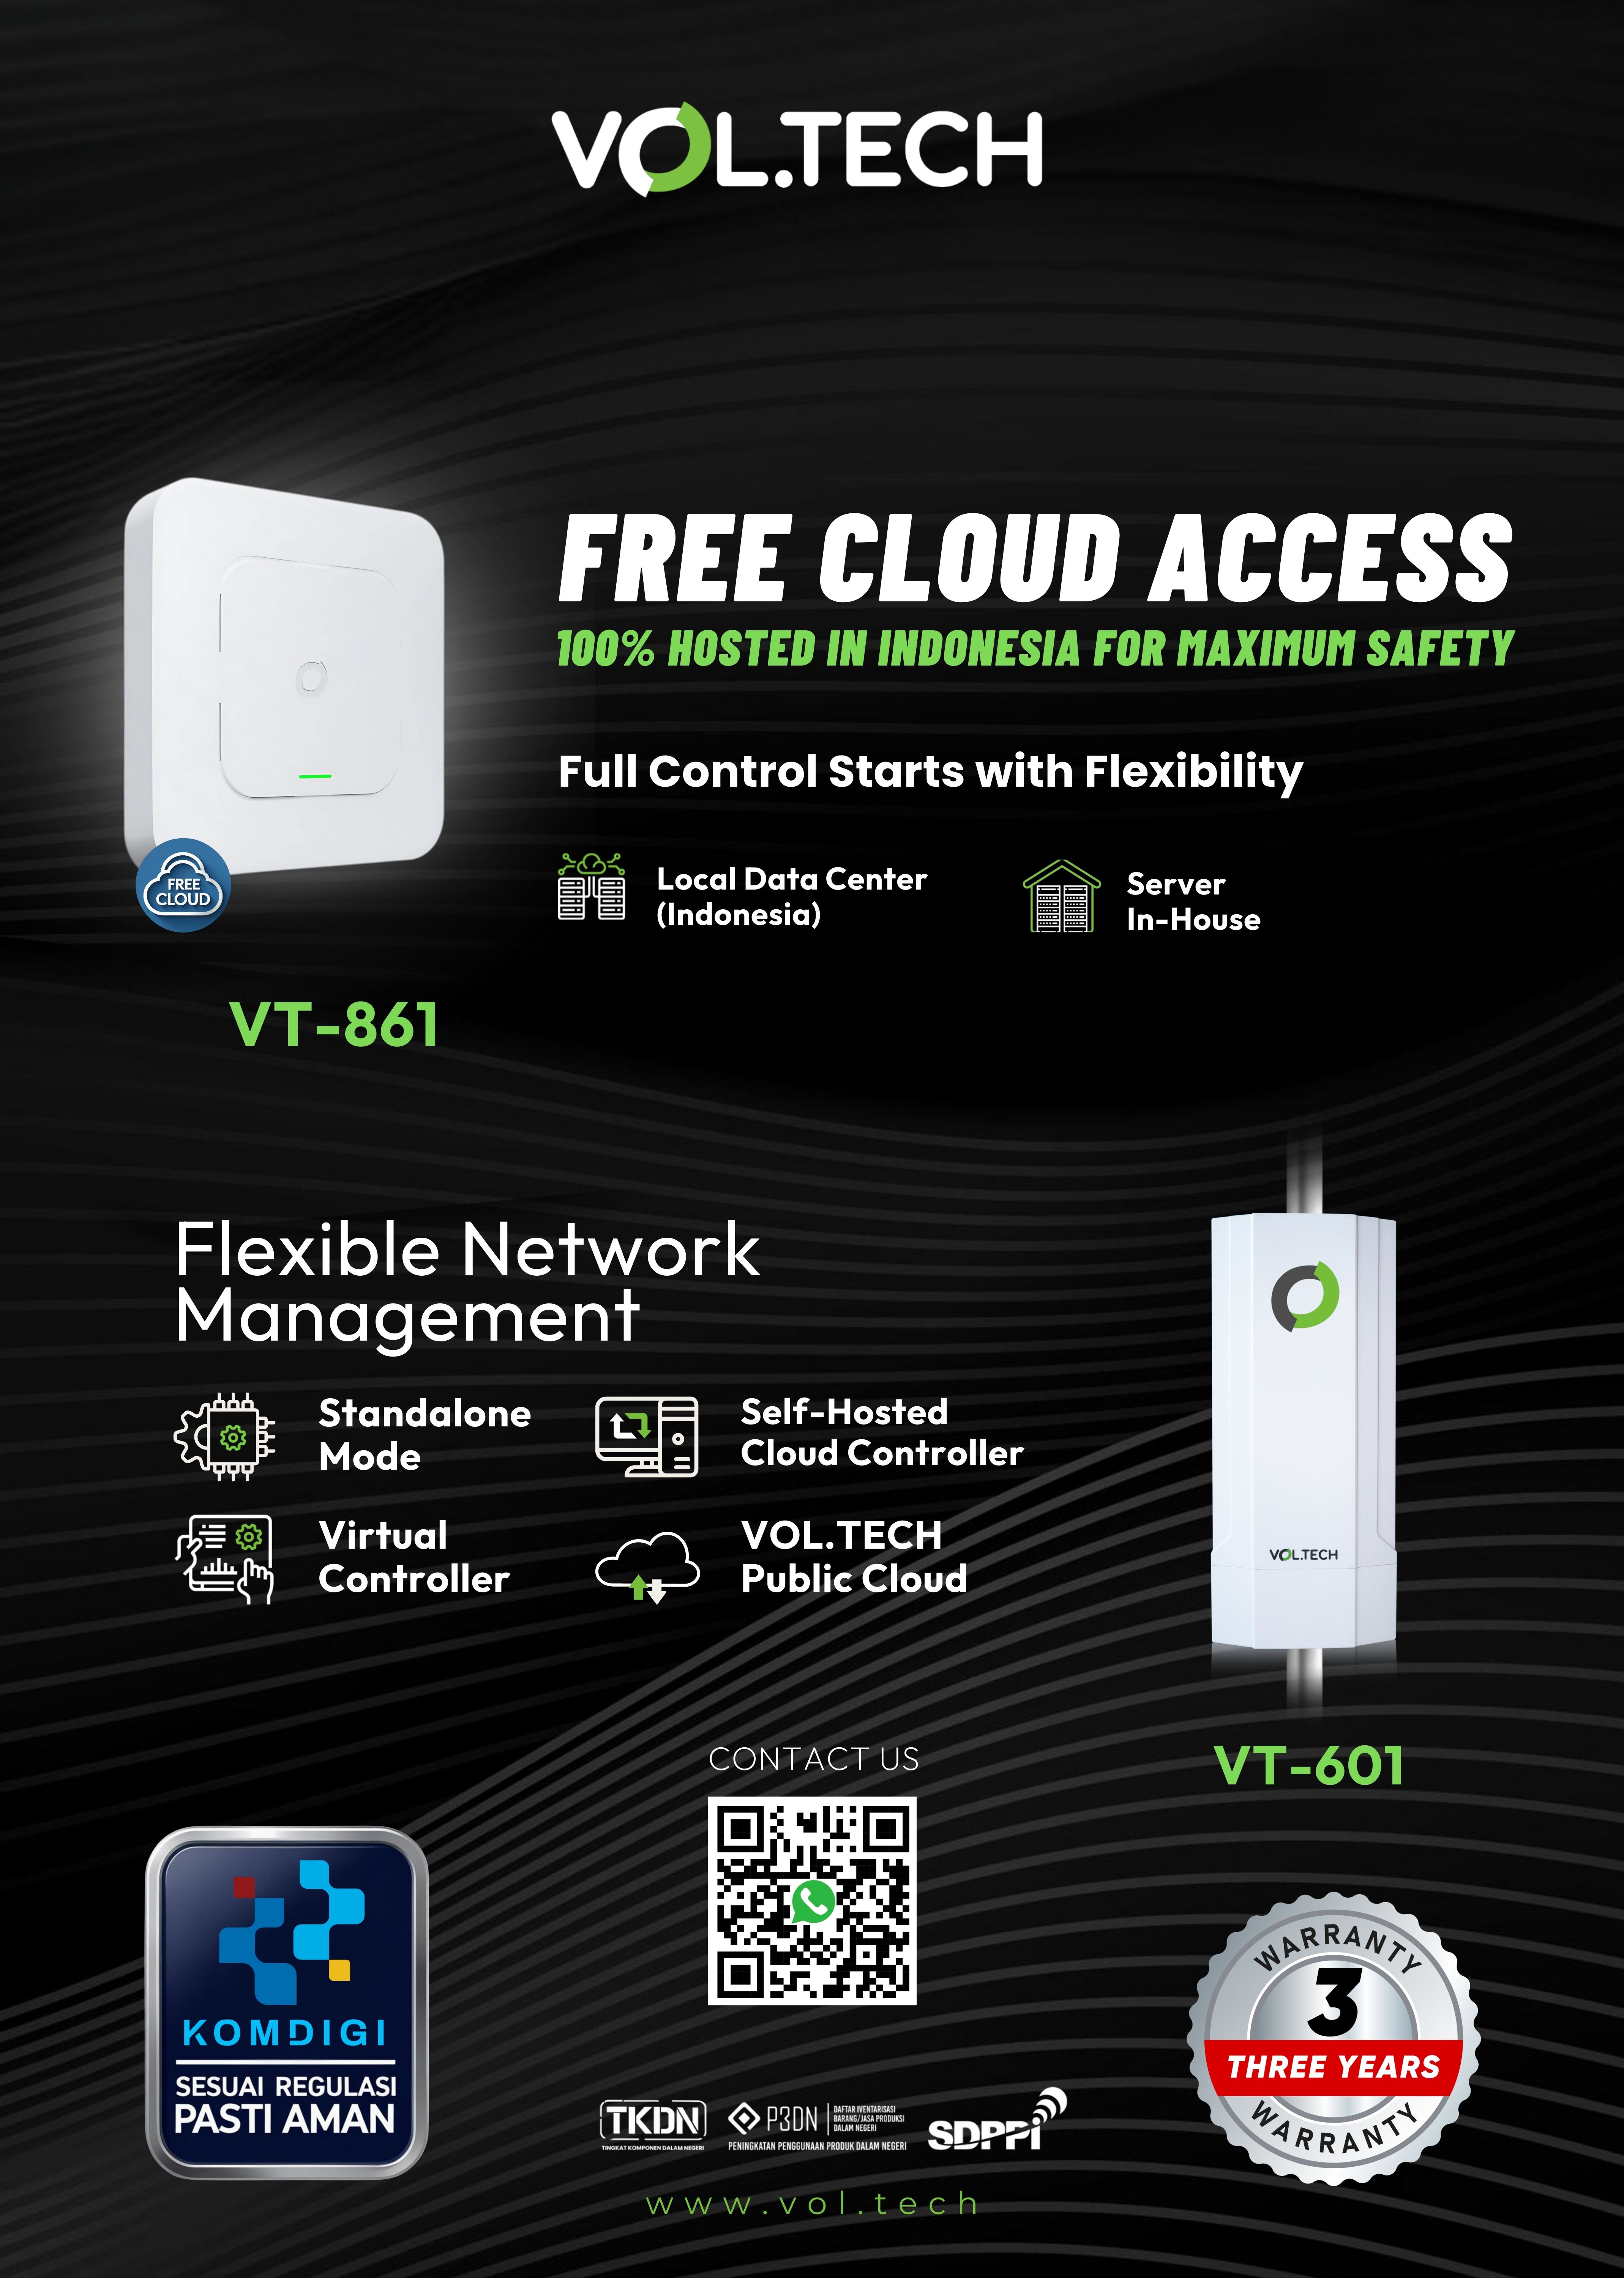 VOL.TECH
FREE CLOUD ACCESS
100% HOSTED IN INDONESIA FOR MAXIMUM SAFETY
Full Control Starts with Flexibility
Local Data Center
(Indonesia)
Server
In-House
FREE
CLOUD
VT-861
Flexible Network
Management
Standalone
Mode
Self-Hosted
Cloud Controller
Virtual
Controller
VOL.TECH
Public Cloud
VOL.TECH
VT-601
CONTACT US
KOMDIGI
SESUAI REGULASI
PASTI AMAN
WARRANTY
3
THREE YEARS
WARRANTY
TKDN
TINGKAT KOMPONEN DALAM NEGERI
P3DN
DAFTAR IVENTARISASI
BARANG/JASA PRODUKSI
DALAM NEGERI
PENINGKATAN PENGGUNAAN PRODUK DALAM NEGERI
SDPPI
www.vol.tech